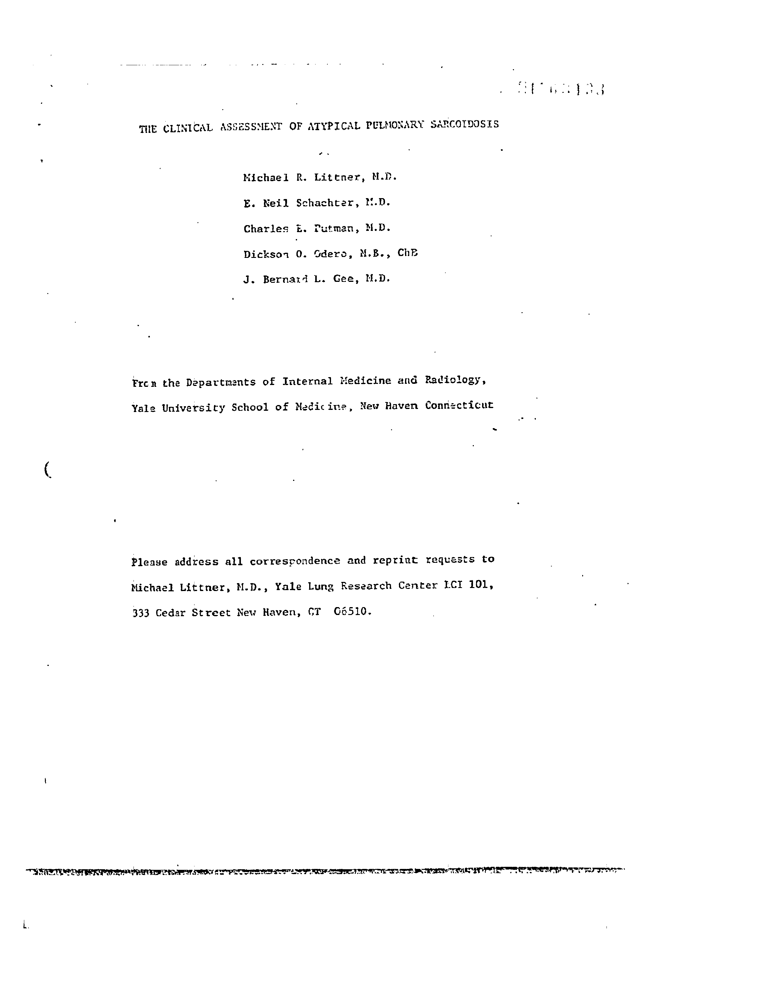 THE CLINICAL ASSESSMENT OF ATYPICAL PULMONARY SARCOIDOSIS
Michael R. Littner, M.D.
E. Neil Schachter, M.D.
Charles E. Putman, M.D.
Dickson O. Odero, M.B., ChB
J. Bernard L. Gee, M.D.
From the Departments of Internal Medicine and Radiology,
Yale University School of Medicine, New Haven Connecticut
Please address all correspondence and reprint requests to
Michael Littner, M.D., Yale Lung Research Center LCI 101,
333 Cedar Street New Haven, CT 06510.